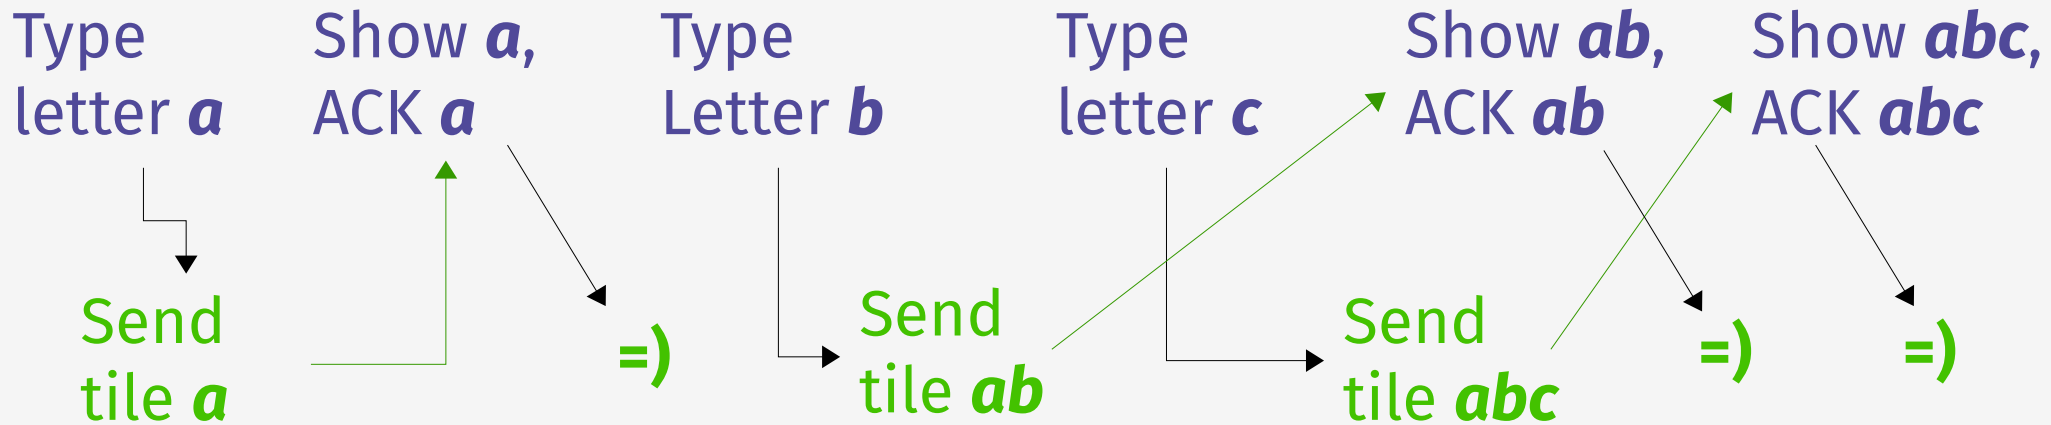 Type
letter a
Show a,
ACK a
Type
Letter b
Type
letter c
Show ab,
ACK ab
Show abc,
ACK abc
Send
tile a
=)
Send
tile ab
Send
tile abc
=)
=)